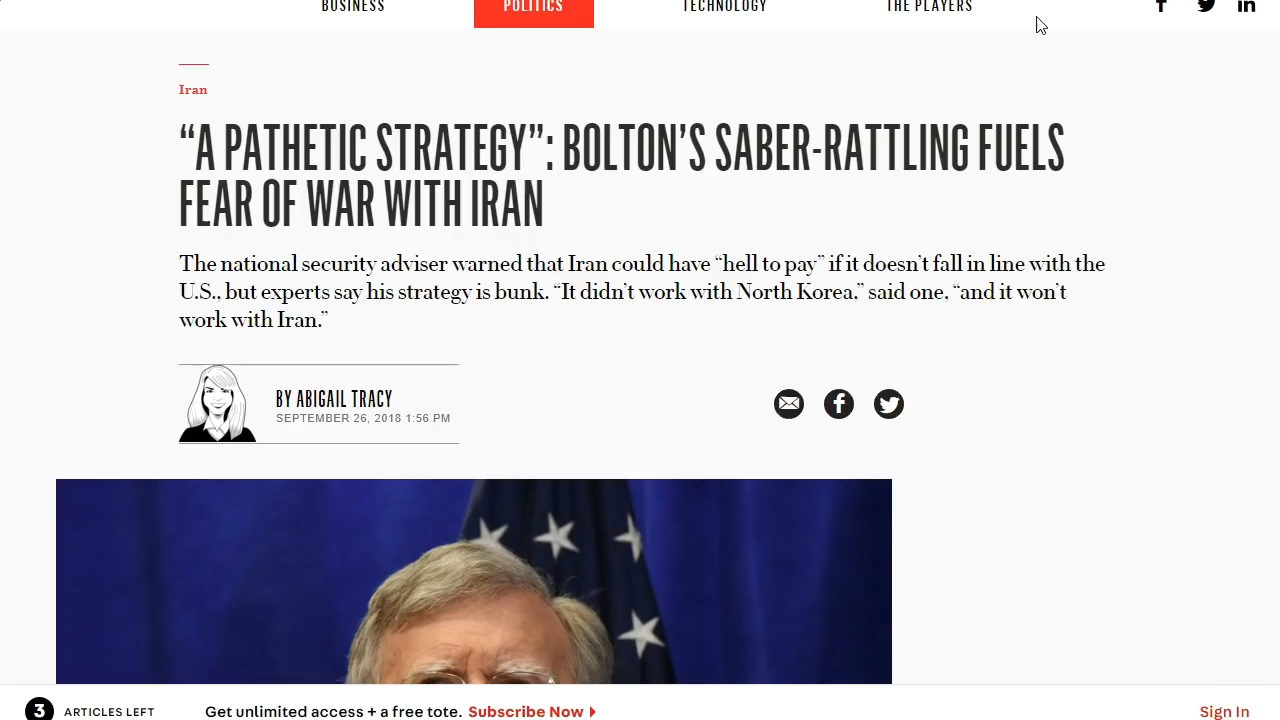 BUSINESS
POLITICS
TECHNOLOGY
THE PLAYERS
Iran
“A PATHETIC STRATEGY”: BOLTON’S SABER-RATTLING FUELS
FEAR OF WAR WITH IRAN
The national security adviser warned that Iran could have “hell to pay” if it doesn’t fall in line with the
U.S., but experts say his strategy is bunk. “It didn’t work with North Korea,” said one, “and it won’t
work with Iran.”
BY ABIGAIL TRACY
SEPTEMBER 26, 2018 1:56 PM
3 ARTICLES LEFT
Get unlimited access + a free tote. Subscribe Now
Sign In